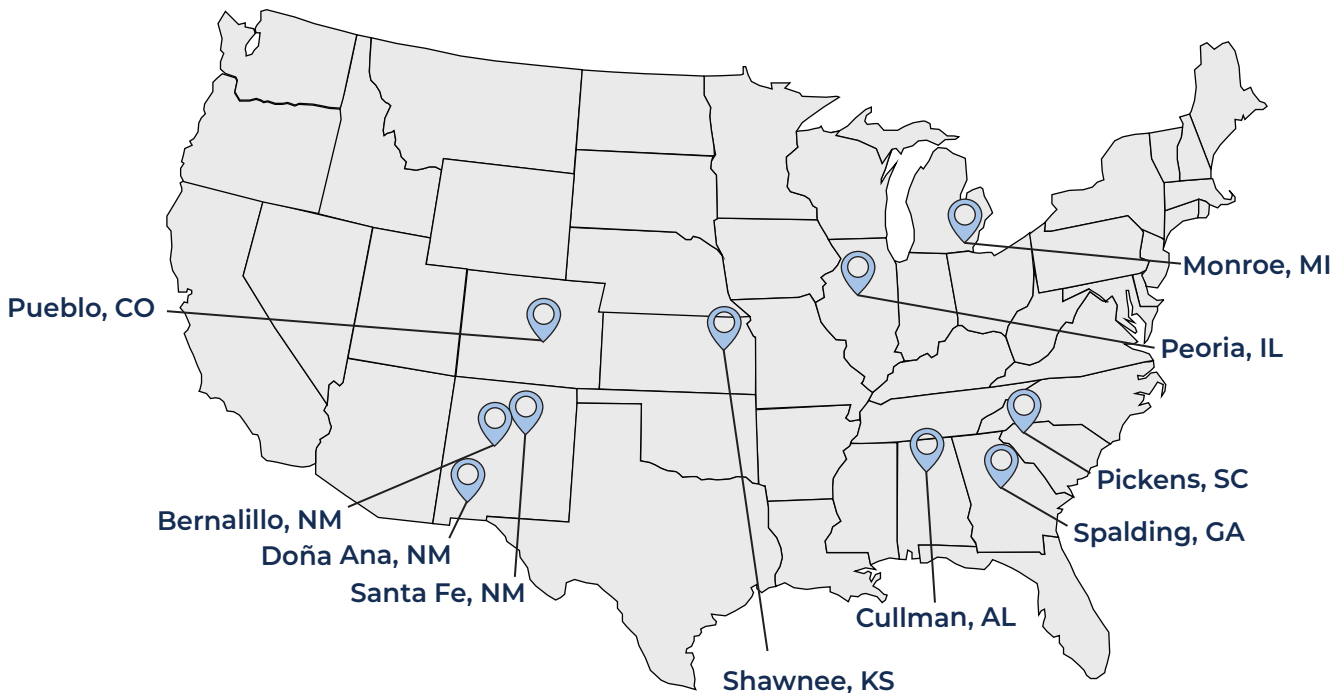 Monroe, MI
Pueblo, CO
Peoria, IL
Pickens, SC
Bernalillo, NM
Spalding, GA
Doña Ana, NM
Santa Fe, NM
Cullman, AL
Shawnee, KS